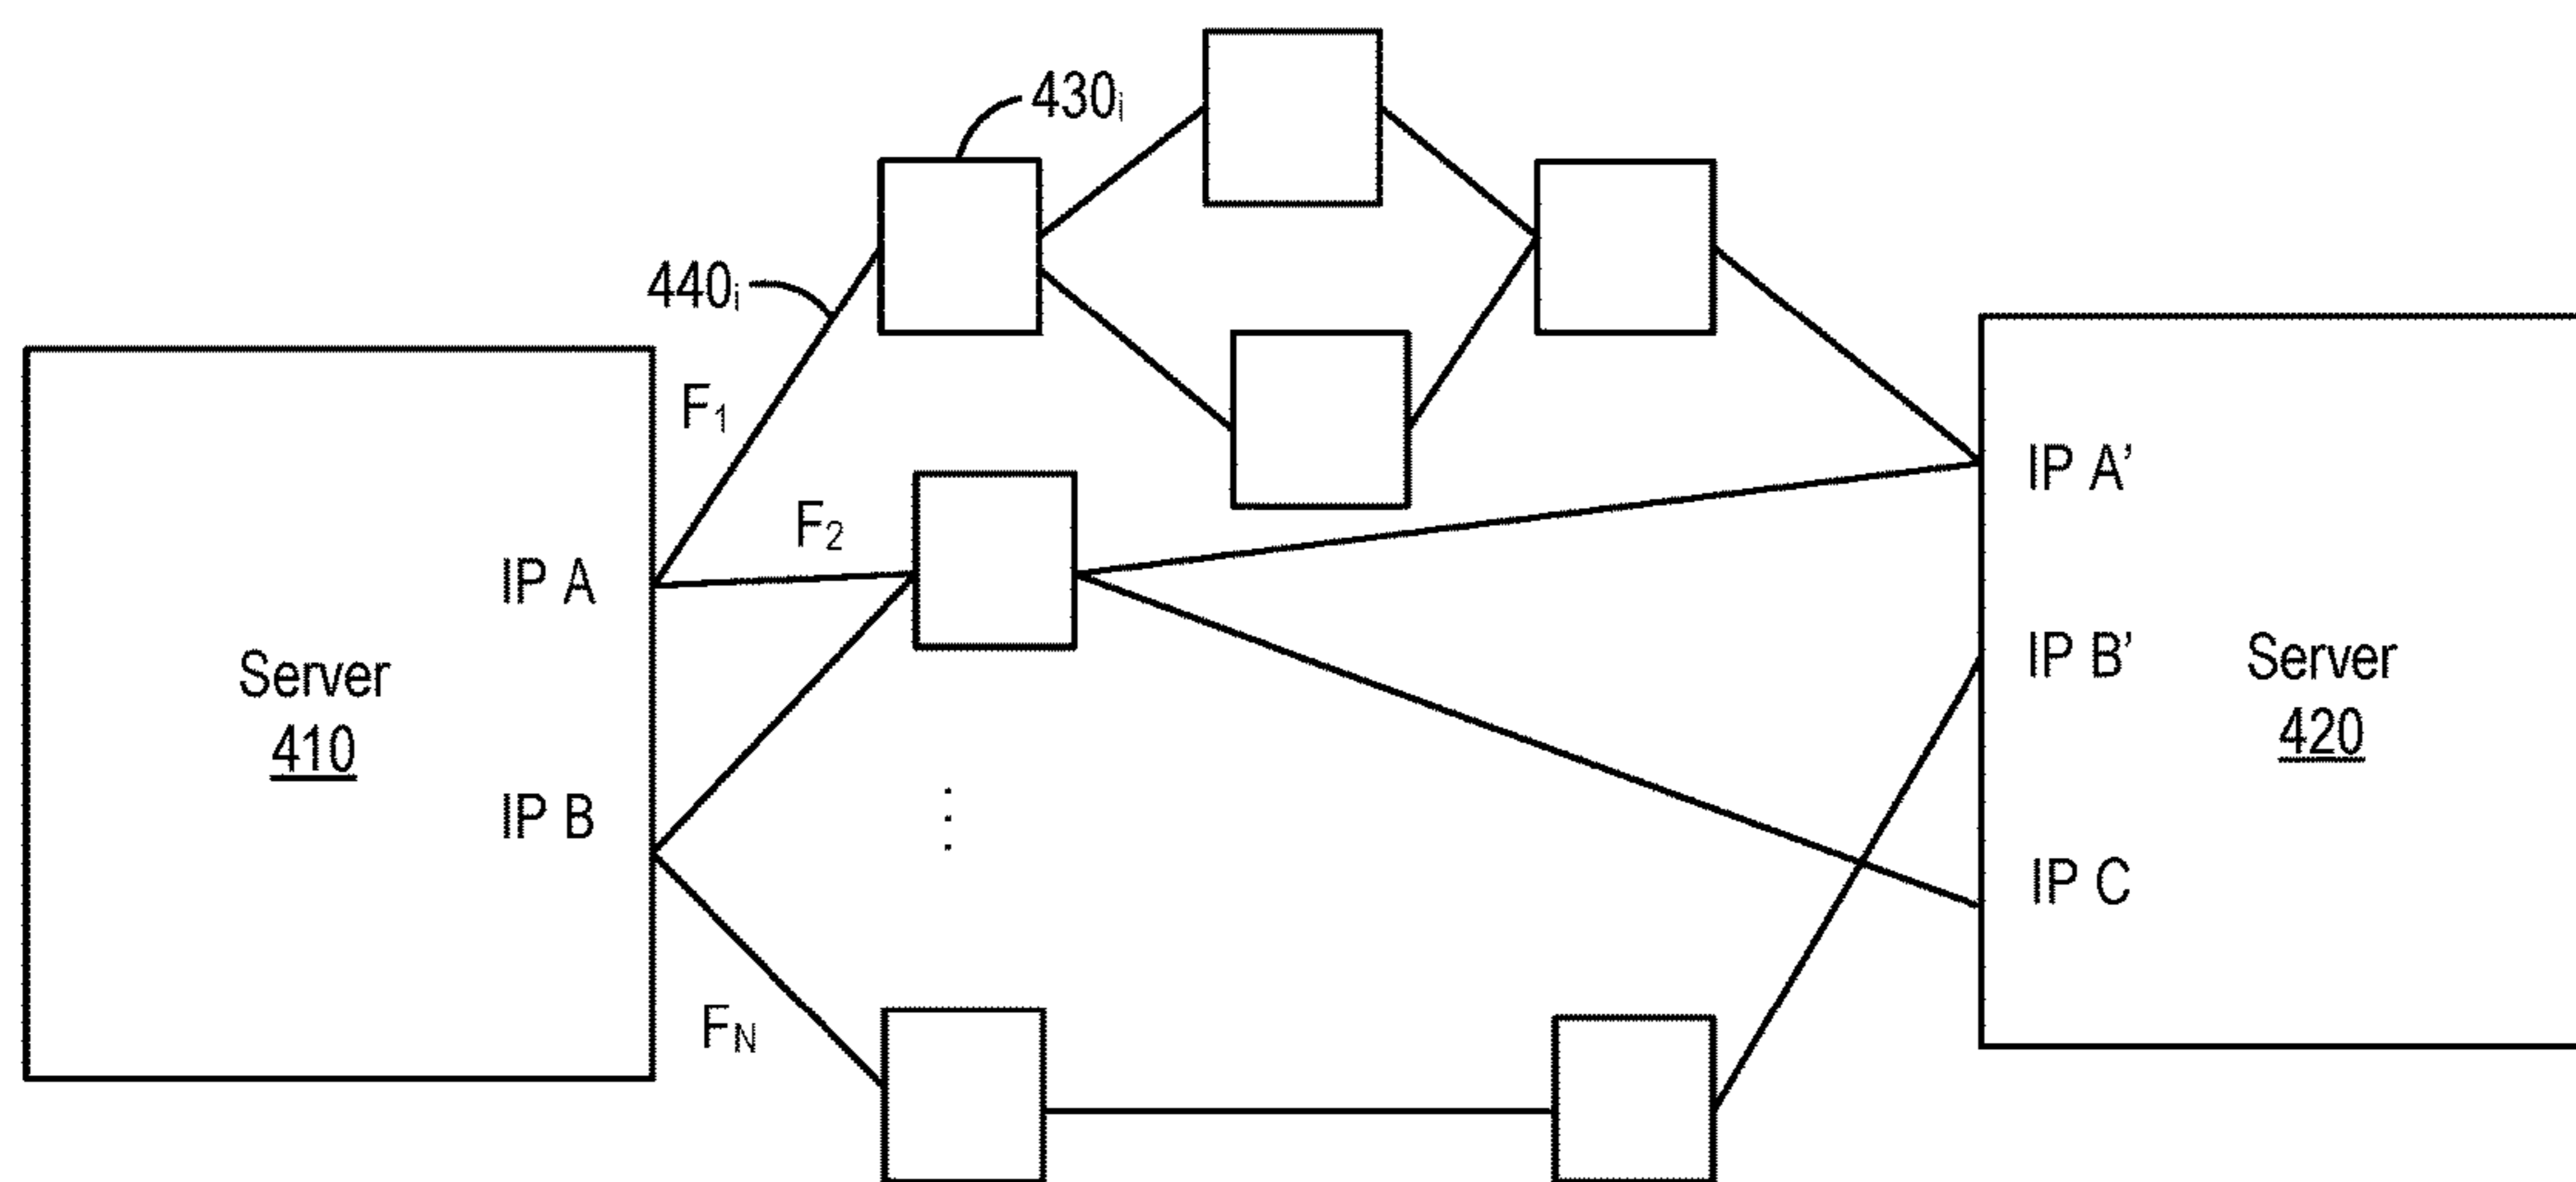 430i
440i
F1
F2
IP A
IP B
Server
410
FN
IP A’
IP B’
IP C
Server
420